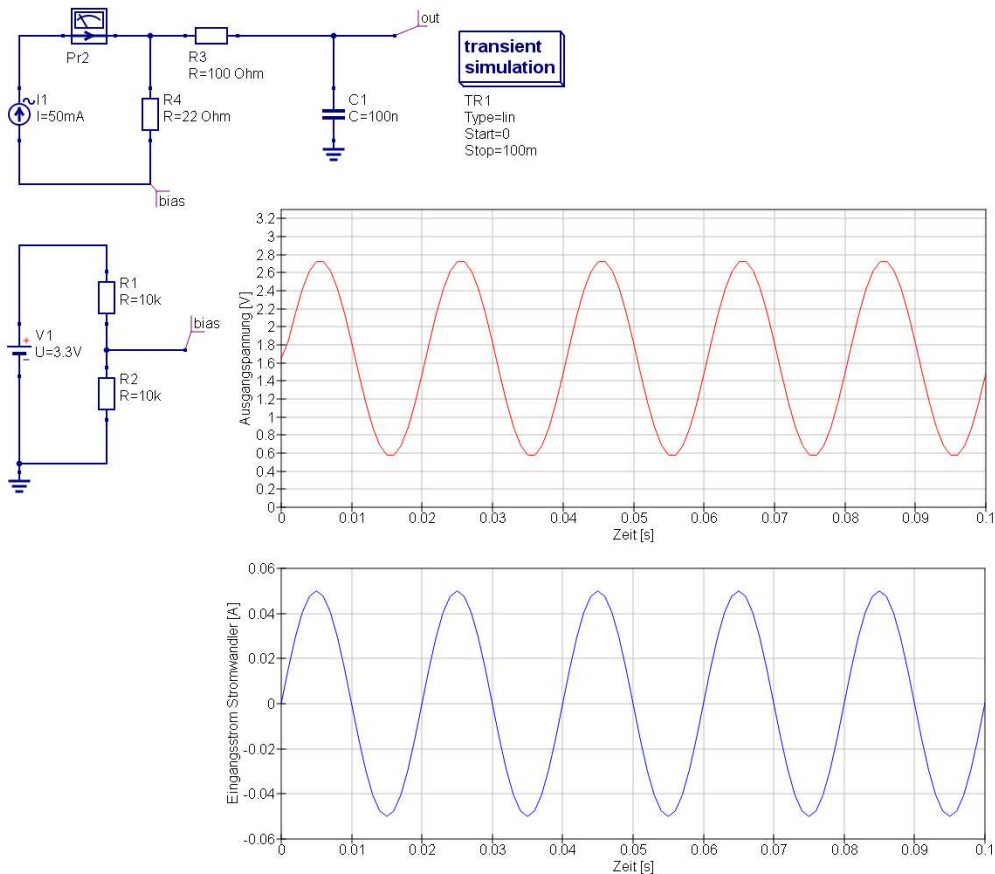 out
Pr2
R3
R=100 Ohm
I1
I=50mA
R4
R=22 Ohm
C1
C=100n
bias
transient
simulation
TR1
Type=lin
Start=0
Stop=100m
R1
R=10k
bias
V1
U=3.3V
+
-
R2
R=10k
Ausgangspannung [V]
3.2
3
2.8
2.6
2.4
2.2
2
1.8
1.6
1.4
1.2
1
0.8
0.6
0.4
0.2
0
0 0.01 0.02 0.03 0.04 0.05 0.06 0.07 0.08 0.09 0.1
Zeit [s]
Eingangsstrom Stromwandler [A]
0.06
0.04
0.02
0
-0.02
-0.04
-0.06
0 0.01 0.02 0.03 0.04 0.05 0.06 0.07 0.08 0.09 0.1
Zeit [s]